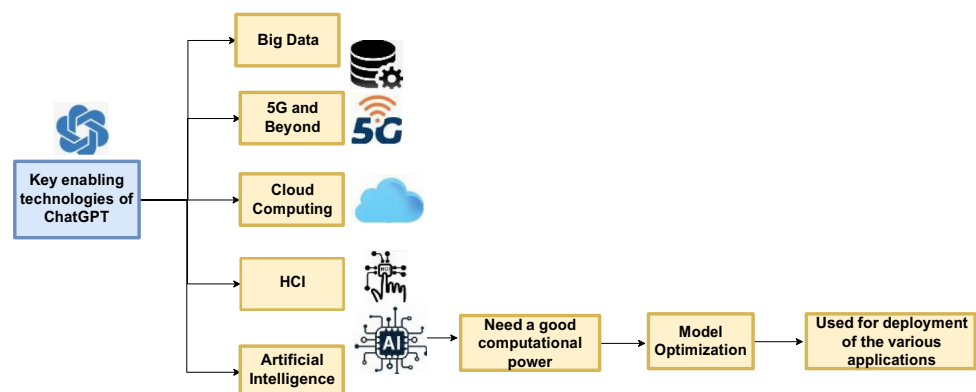 Big Data
5G and
Beyond
5G
Key enabling
technologies of
ChatGPT
Cloud
Computing
HCI
HCI
Artificial
Intelligence
AI
Need a good
computational
power
Model
Optimization
Used for deployment
of the various
applications